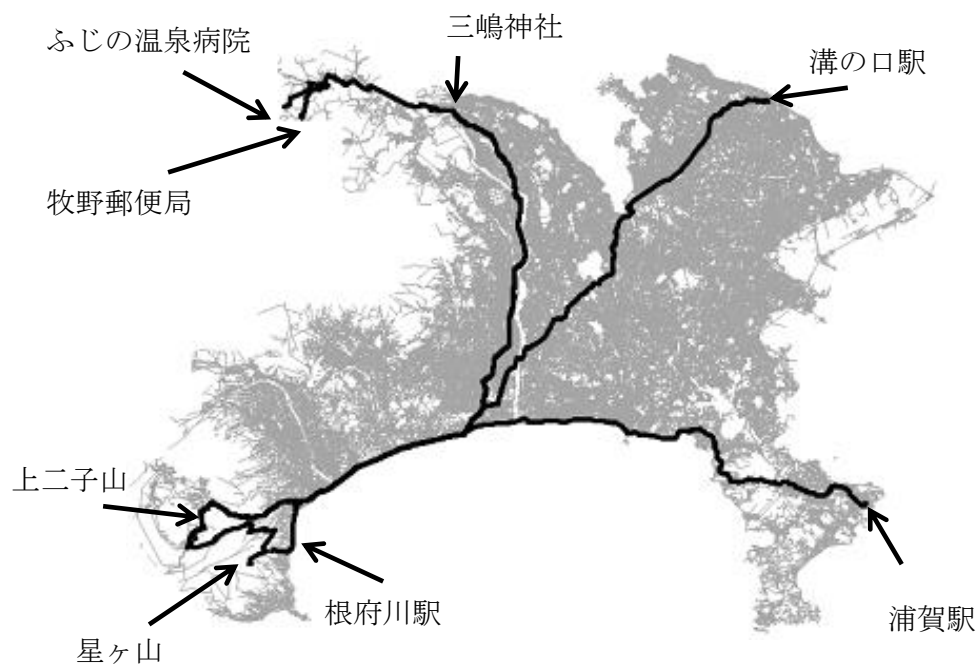 三嶋神社
ふじの温泉病院
溝の口駅
牧野郵便局
上二子山
根府川駅
浦賀駅
星ヶ山